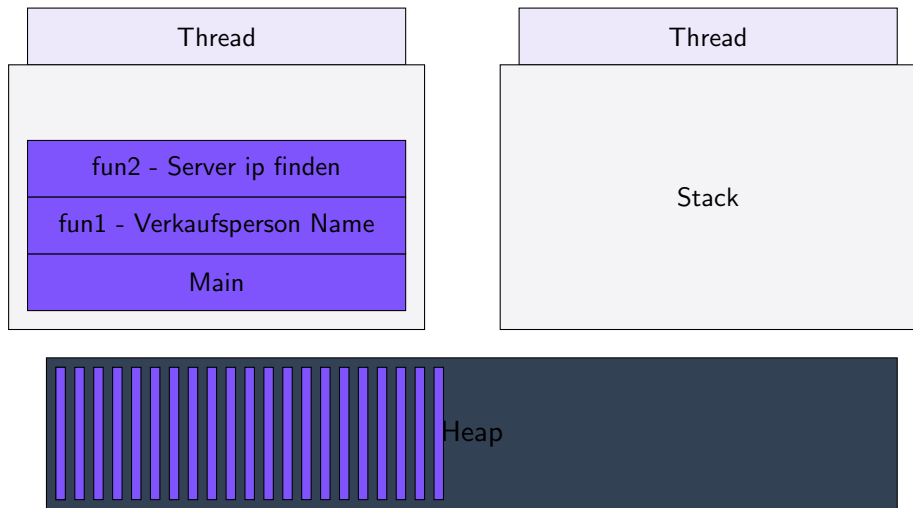 Thread
Thread
fun2 - Server ip finden
fun1 - Verkaufsperson Name
Main
Stack
Heap